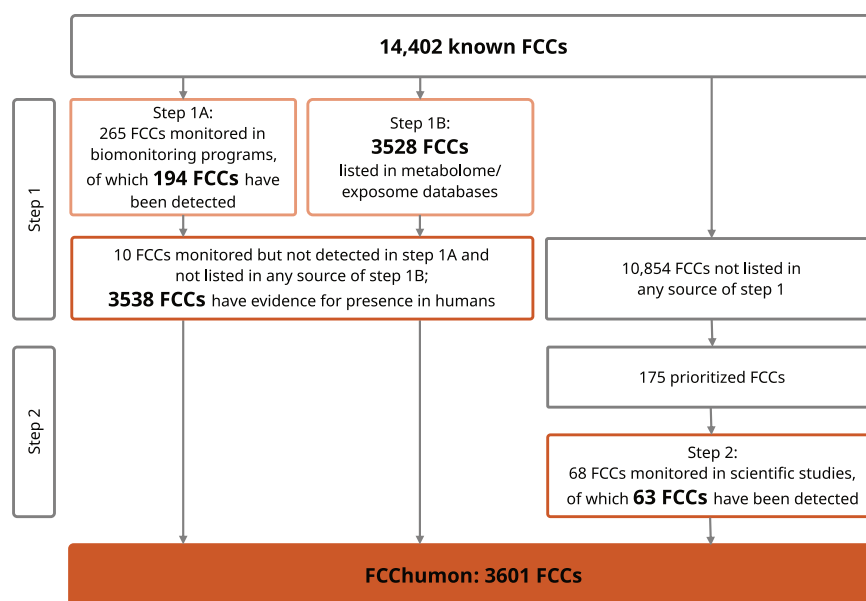 14,402 known FCCs
Step 1
Step 1A:
265 FCCs monitored in
biomonitoring programs,
of which 194 FCCs have
been detected
Step 1B:
3528 FCCs
listed in metabolome/
exposome databases
10 FCCs monitored but not detected in step 1A and
not listed in any source of step 1B;
3538 FCCs have evidence for presence in humans
10,854 FCCs not listed in
any source of step 1
Step 2
175 prioritized FCCs
Step 2:
68 FCCs monitored in scientific studies,
of which 63 FCCs have been detected
FCChumon: 3601 FCCs